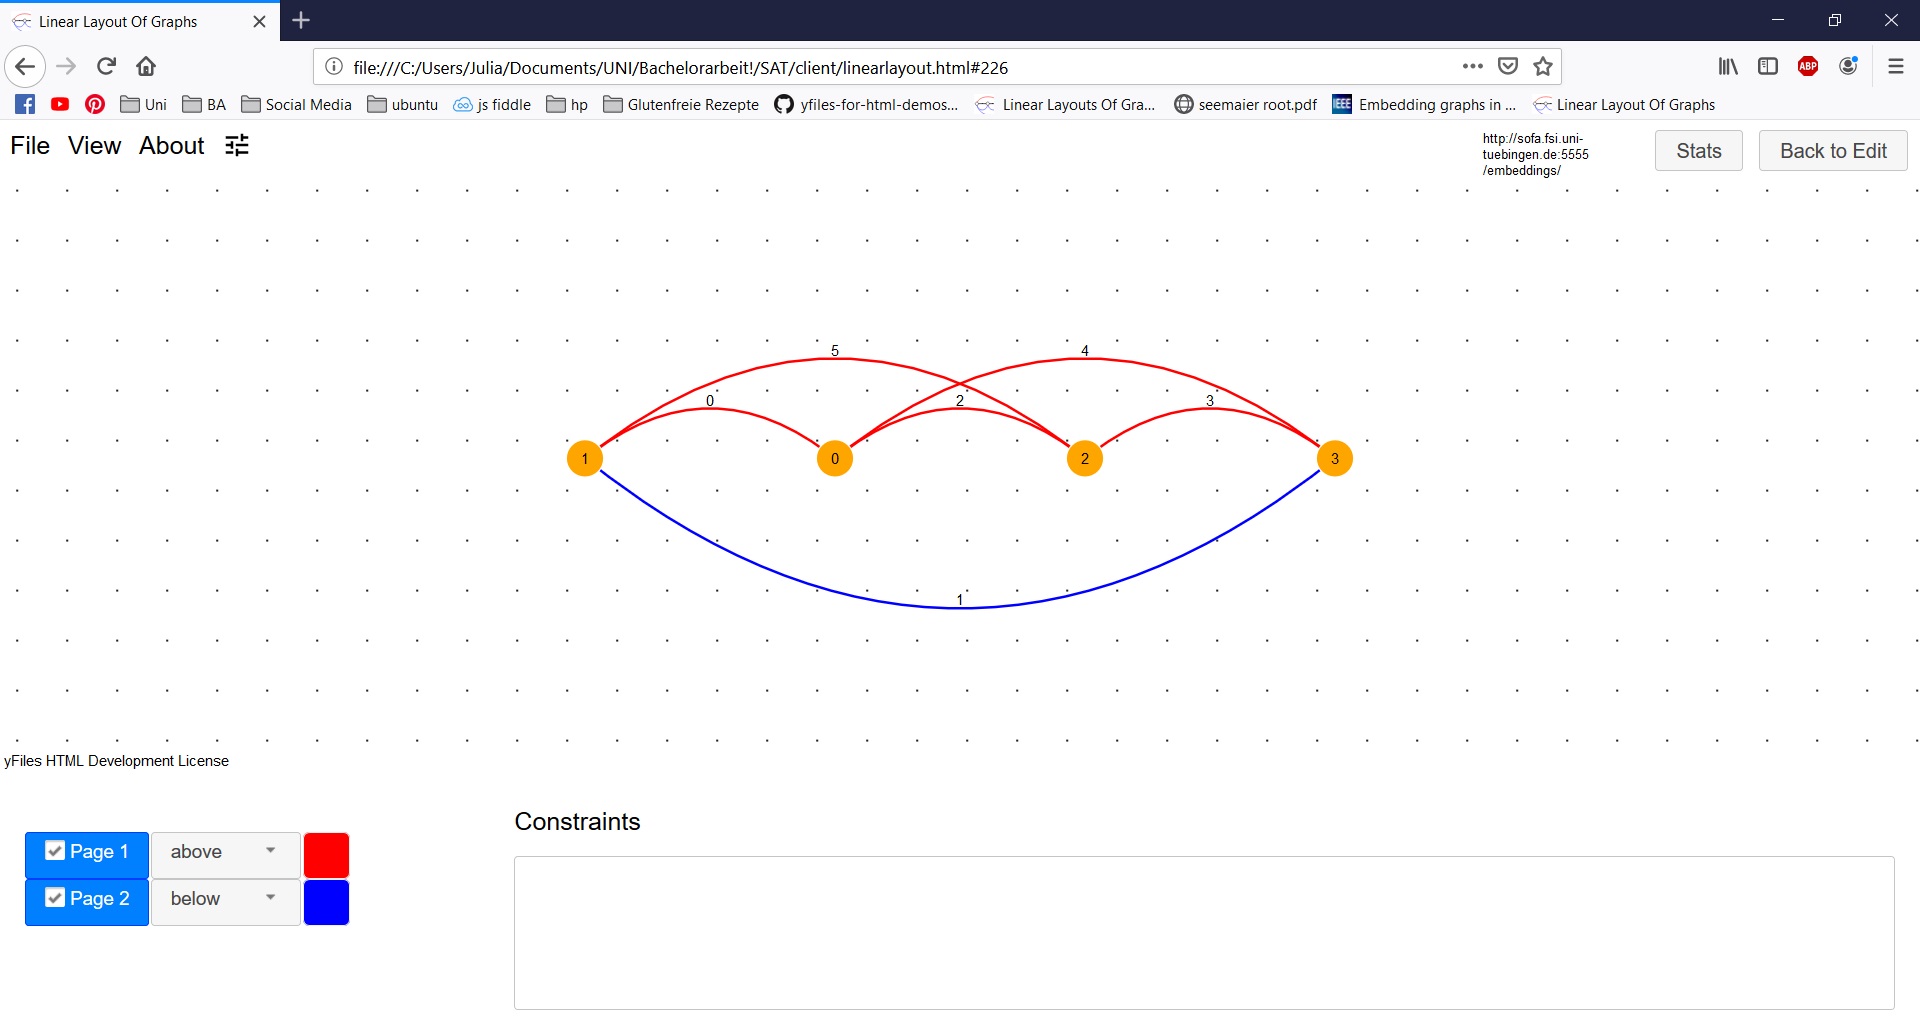 Linear Layout Of Graphs
file:///C:/Users/Julia/Documents/UNI/Bachelorarbeit!/SAT/client/linearlayout.html#226
ABP
Uni BA Social Media ubuntu js fiddle hp Glutenfreie Rezepte yfiles-for-html-demos... Linear Layouts Of Gra... seemaier root.pdf IEEE Embedding graphs in ... Linear Layout Of Graphs
File View About
http://sofa.fsi.uni-
tuebingen.de:5555
/embeddings/
Stats Back to Edit
5 4
0 2 3
1 0 2 3
1
yFiles HTML Development License
Constraints
Page 1 above
Page 2 below